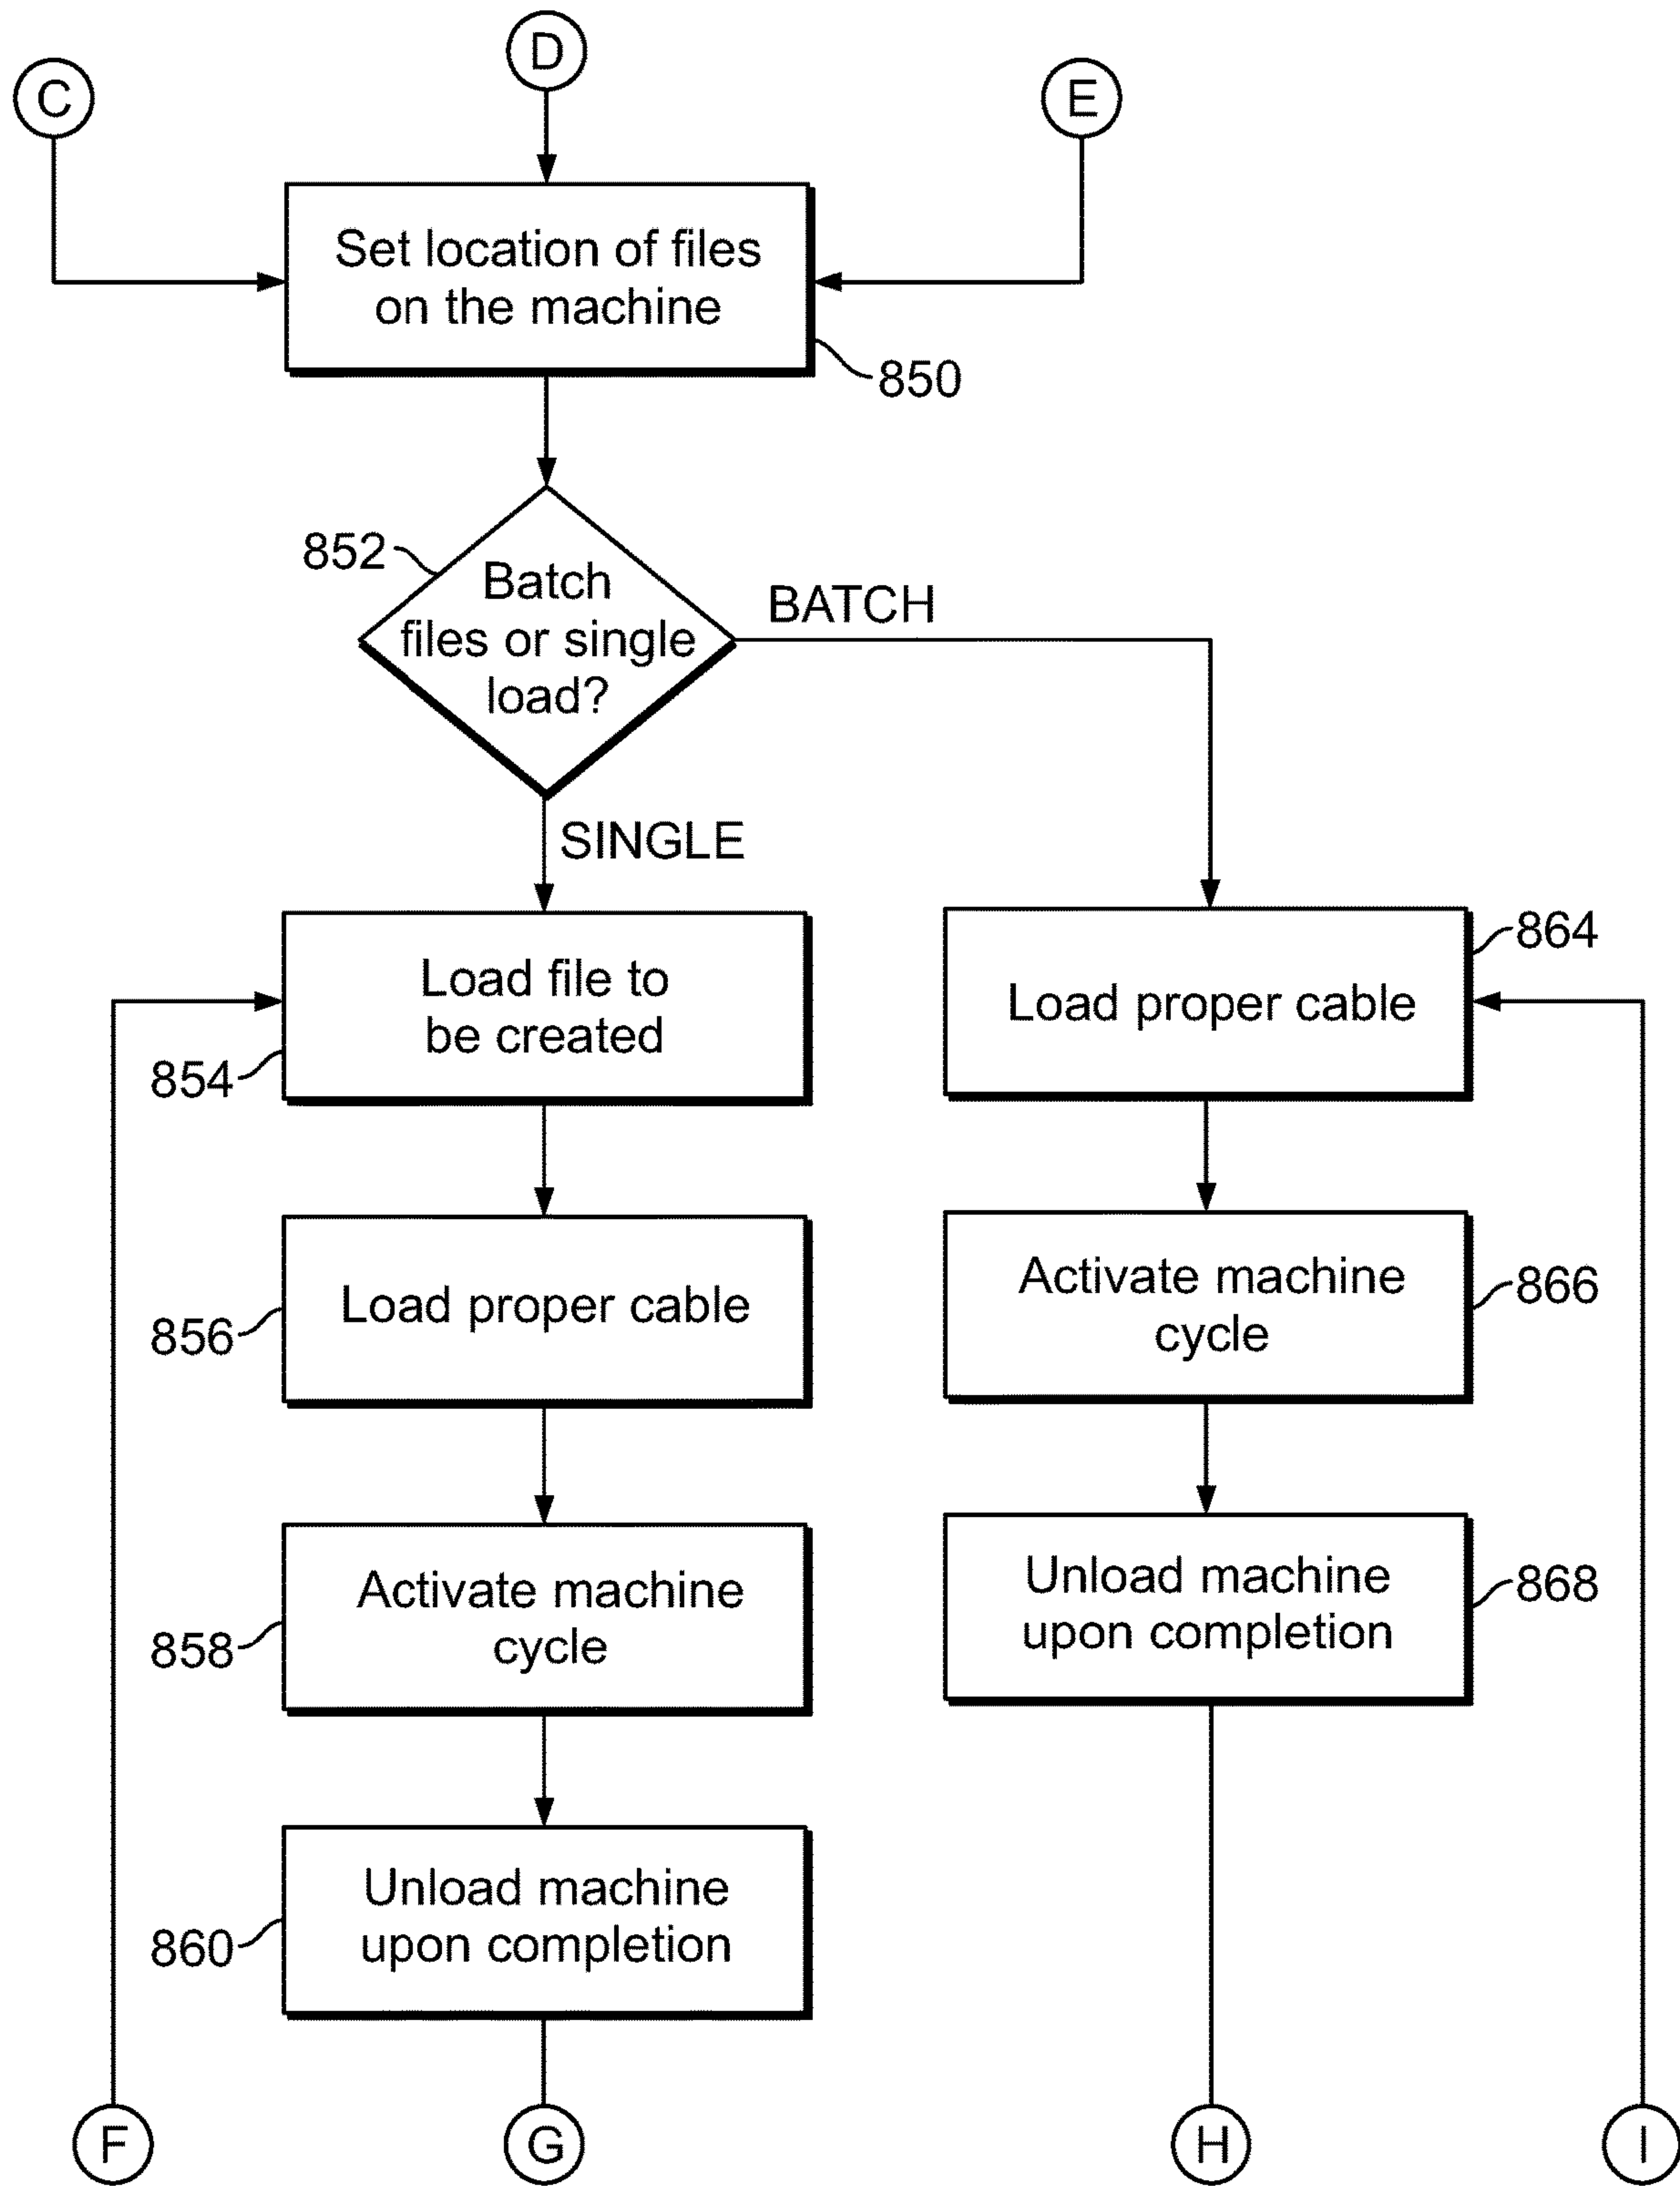 D
C
E
Set location of files
on the machine
850
852
Batch
files or single
load?
BATCH
SINGLE
Load file to
be created
854
Load proper cable
864
Load proper cable
856
Activate machine
cycle
866
Activate machine
cycle
858
Unload machine
upon completion
868
Unload machine
upon completion
860
F
G
H
I